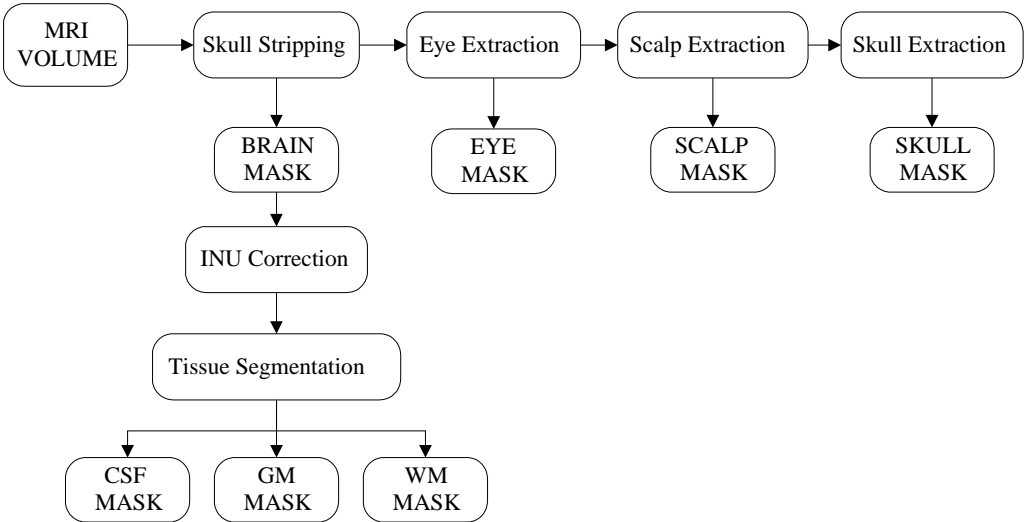 MRI
VOLUME
Skull Stripping
Eye Extraction
Scalp Extraction
Skull Extraction
BRAIN
MASK
EYE
MASK
SCALP
MASK
SKULL
MASK
INU Correction
Tissue Segmentation
CSF
MASK
GM
MASK
WM
MASK